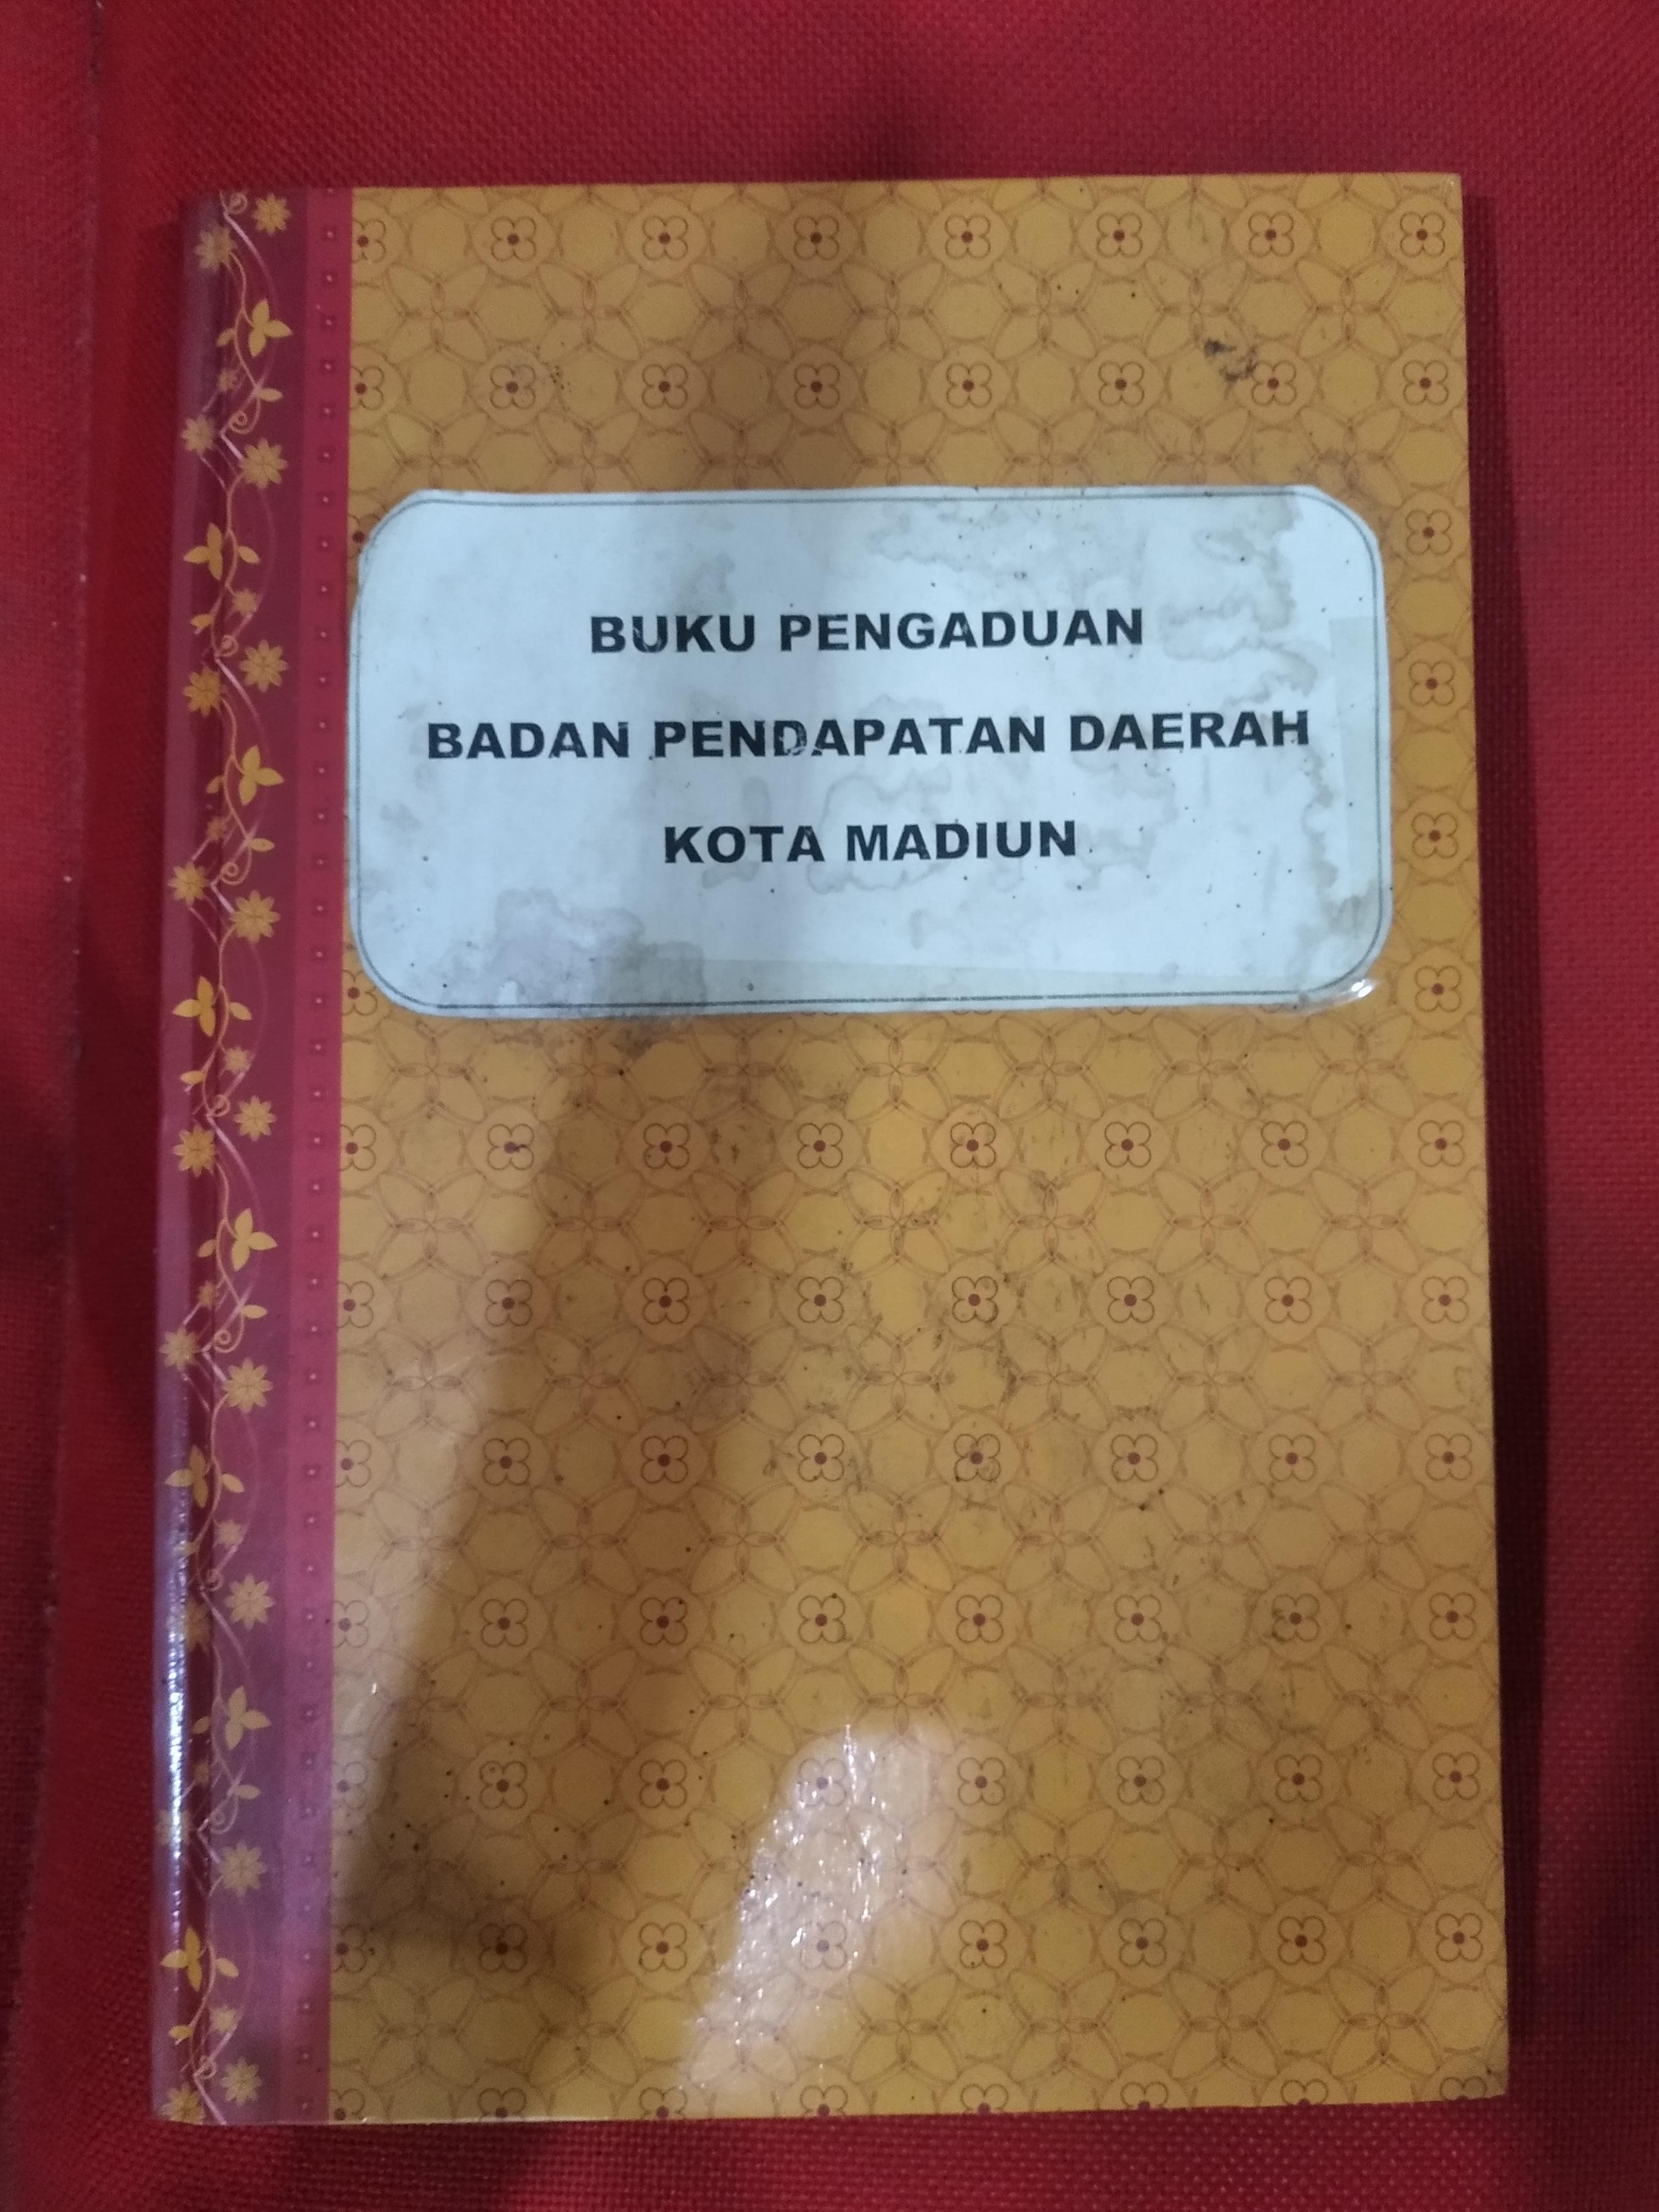 BUKU PENGADUAN
BADAN PENDAPATAN DAERAH
KOTA MADIUN